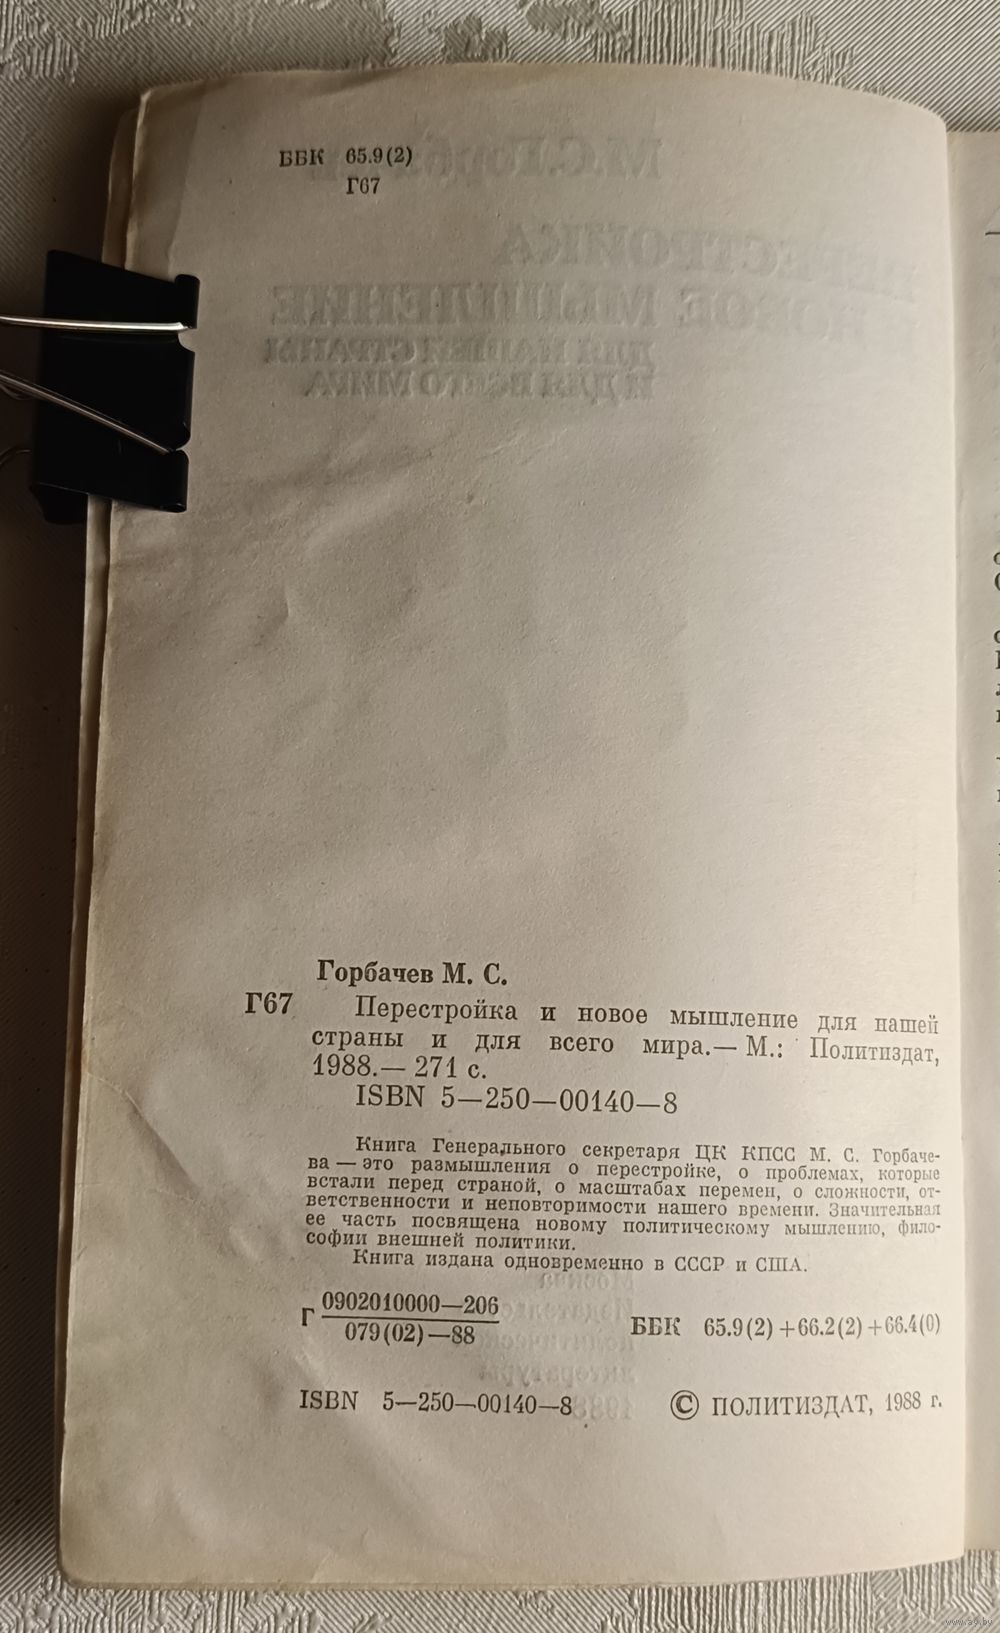 ББК 65.9(2)
Г67
Горбачев М. С.
Г67 Перестройка и новое мышление для нашей
страны и для всего мира.— М.: Политиздат,
1988.— 271 с.
ISBN 5—250—00140—8
Книга Генерального секретаря ЦК КПСС М. С. Горбаче-
ва — это размышления о перестройке, о проблемах, которые
встали перед страной, о масштабах перемен, о сложности, от-
ветственности и неповторимости нашего времени. Значительная
ее часть посвящена новому политическому мышлению, фило-
софии внешней политики.
Книга издана одновременно в СССР и США.
Г 0902010000—206
079(02)—88
ББК 65.9(2)+66.2(2)+66.4(0)
ISBN 5—250—00140—8 © ПОЛИТИЗДАТ, 1988 г.
www.ay.by